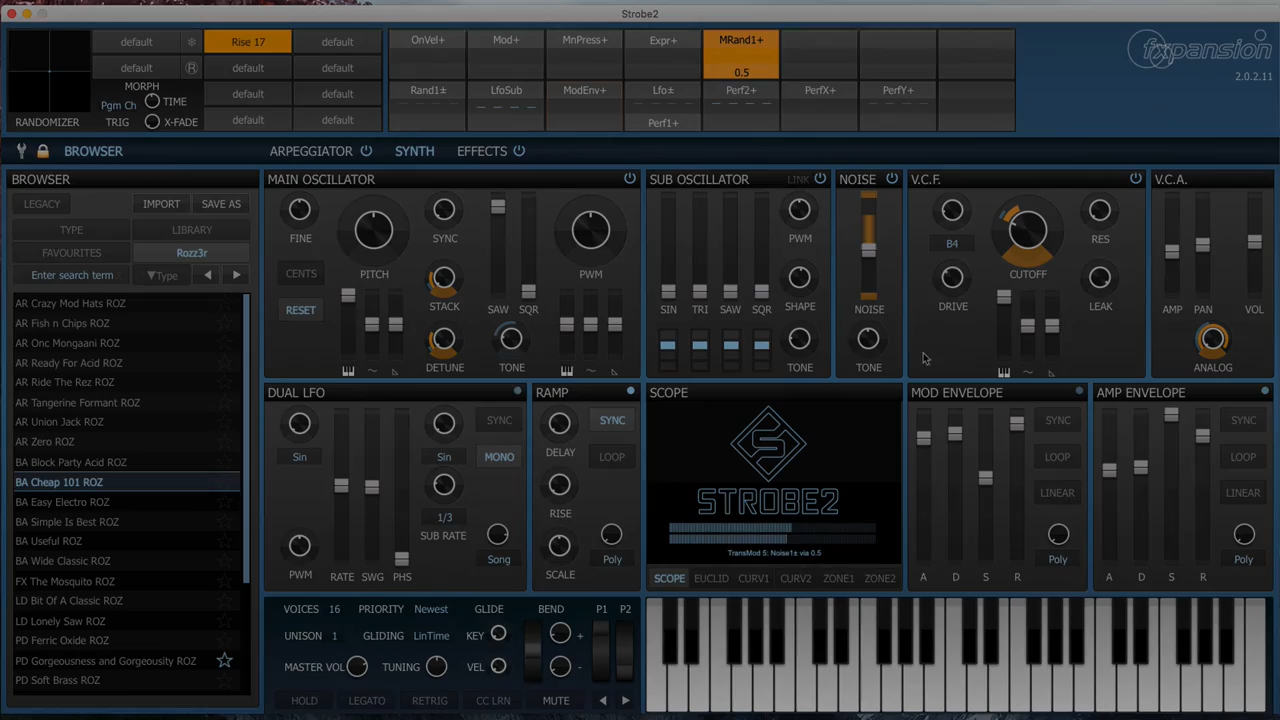 Strobe2
default
Rise 17
default
OnVel+
Mod+
MnPress+
Expr+
MRand1+
fxpansion
default
R
default
default
0.5
2.0.2.11
MORPH
default
default
Rand1±
LfoSub
ModEnv+
Lfo±
Perf2+
PerfX+
PerfY+
Pgm Ch
TIME
RANDOMIZER
TRIG
X-FADE
default
default
Perf1+
BROWSER
ARPEGGIATOR
SYNTH
EFFECTS
BROWSER
LEGACY
IMPORT
SAVE AS
TYPE
LIBRARY
FAVOURITES
Rozz3r
Enter search term
▼Type
AR Crazy Mod Hats ROZ
AR Fish n Chips ROZ
AR Onc Mongaani ROZ
AR Ready For Acid ROZ
AR Ride The Rez ROZ
AR Tangerine Formant ROZ
AR Union Jack ROZ
AR Zero ROZ
BA Block Party Acid ROZ
BA Cheap 101 ROZ
BA Easy Electro ROZ
BA Simple Is Best ROZ
BA Useful ROZ
BA Wide Classic ROZ
FX The Mosquito ROZ
LD Bit Of A Classic ROZ
LD Lonely Saw ROZ
PD Ferric Oxide ROZ
PD Gorgeousness and Gorgeousity ROZ
PD Soft Brass ROZ
MAIN OSCILLATOR
FINE
SYNC
PITCH
PWM
CENTS
STACK
SAW
SQR
RESET
DETUNE
TONE
SUB OSCILLATOR
LINK
PWM
SIN
TRI
SAW
SQR
SHAPE
TONE
NOISE
NOISE
TONE
V.C.F.
B4
CUTOFF
RES
DRIVE
LEAK
V.C.A.
AMP
PAN
VOL
ANALOG
DUAL LFO
SYNC
Sin
Sin
MONO
1/3
SUB RATE
Song
PWM
RATE
SWG
PHS
RAMP
SYNC
DELAY
LOOP
RISE
SCALE
Poly
SCOPE
STROBE2
TransMod 5: Noise1± via 0.5
SCOPE
EUCLID
CURV1
CURV2
ZONE1
ZONE2
MOD ENVELOPE
SYNC
LOOP
LINEAR
Poly
A
D
S
R
AMP ENVELOPE
SYNC
LOOP
LINEAR
Poly
A
D
S
R
VOICES 16
PRIORITY Newest
GLIDE
BEND
P1
P2
UNISON 1
GLIDING LinTime
KEY
+
MASTER VOL
TUNING
VEL
-
HOLD
LEGATO
RETRIG
CC LRN
MUTE